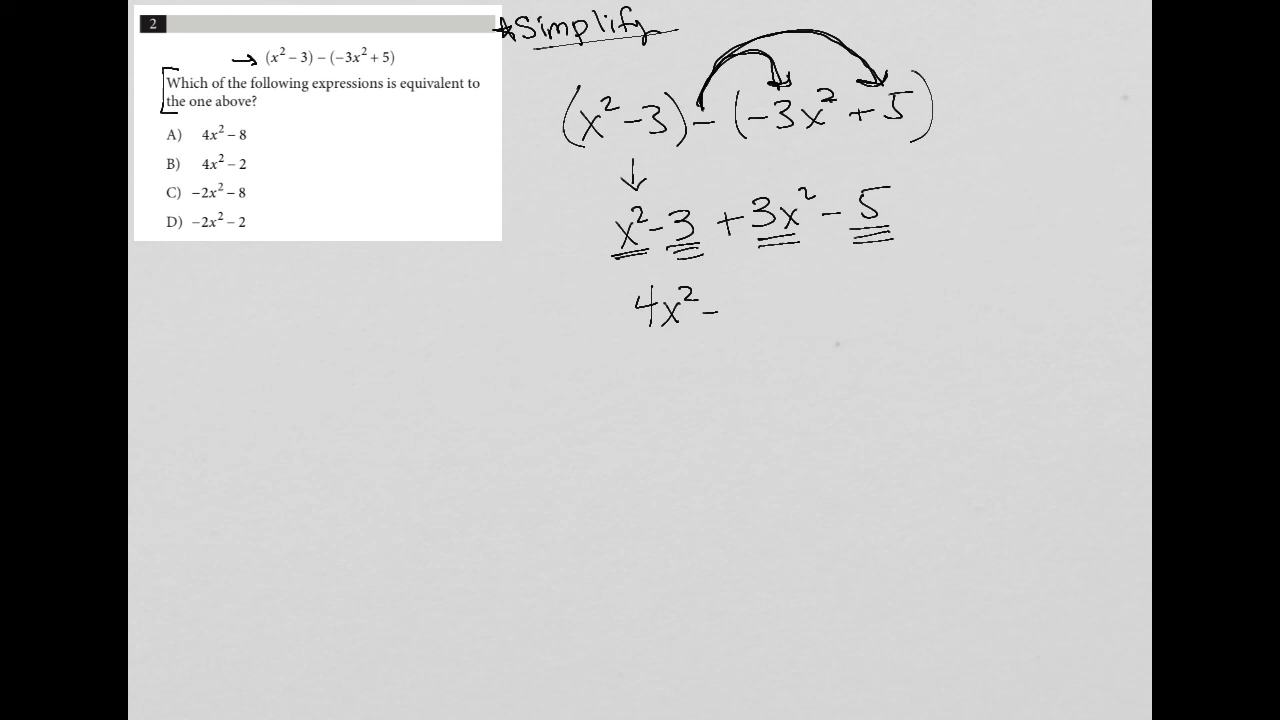 2
(x² – 3) – (–3x² + 5)
Which of the following expressions is equivalent to
the one above?
A) 4x² – 8
B) 4x² – 2
C) –2x² – 8
D) –2x² – 2
★Simplify
(x² – 3) – (–3x² + 5)
x² – 3 + 3x² – 5
4x² –